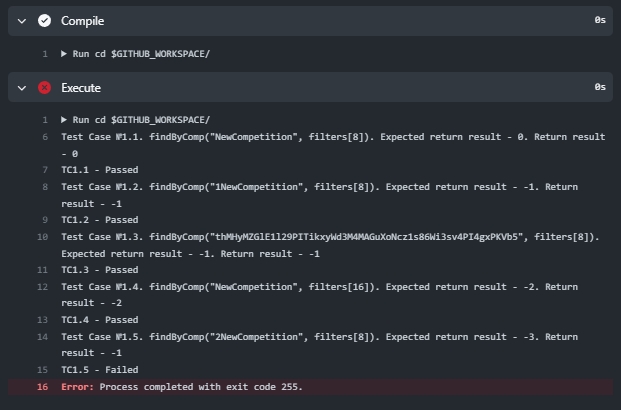 Compile 0s
1 Run cd $GITHUB_WORKSPACE/
Execute 0s
1 Run cd $GITHUB_WORKSPACE/
6 Test Case №1.1. findByComp("NewCompetition", filters[8]). Expected return result - 0. Return result
- 0
7 TC1.1 - Passed
8 Test Case №1.2. findByComp("1NewCompetition", filters[8]). Expected return result - -1. Return
result - -1
9 TC1.2 - Passed
10 Test Case №1.3. findByComp("thMHyMZGlE1l29PITikxyWd3M4MAGuXoNcz1s86Wi3sv4PI4gxPKVb5", filters[8]).
Expected return result - -1. Return result - -1
11 TC1.3 - Passed
12 Test Case №1.4. findByComp("NewCompetition", filters[16]). Expected return result - -2. Return
result - -2
13 TC1.4 - Passed
14 Test Case №1.5. findByComp("2NewCompetition", filters[8]). Expected return result - -3. Return
result - -1
15 TC1.5 - Failed
16 Error: Process completed with exit code 255.